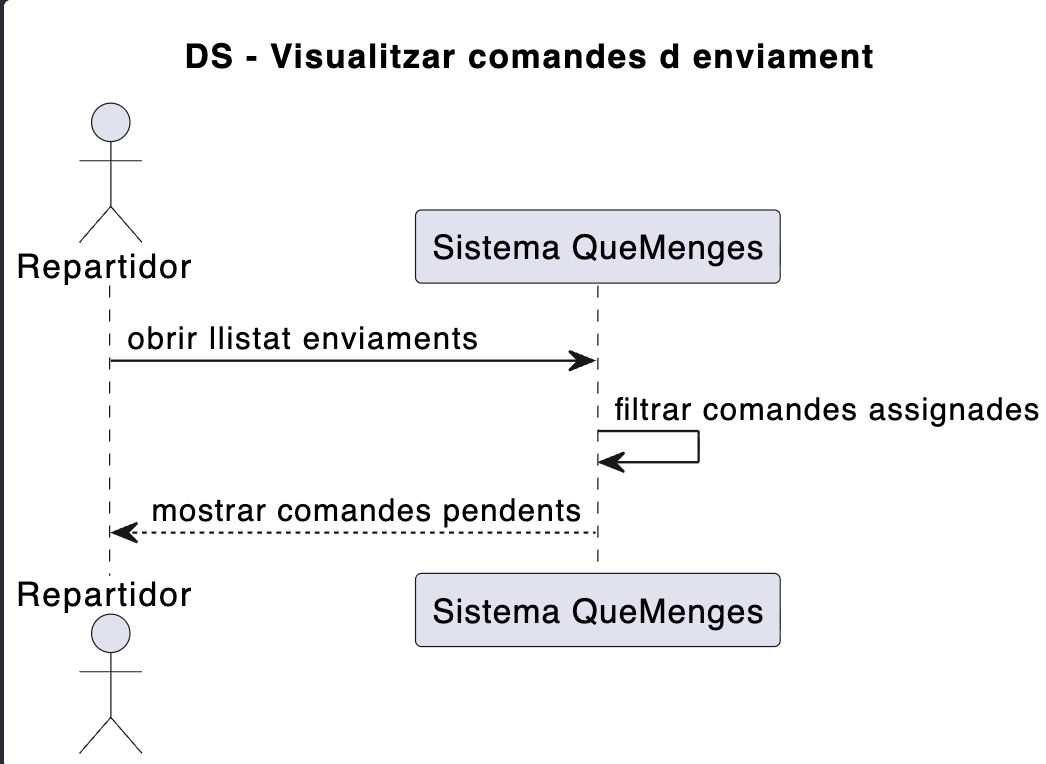 DS - Visualitzar comandes d enviament
Repartidor
Sistema QueMenges
obrir llistat enviaments
filtrar comandes assignades
mostrar comandes pendents
Repartidor
Sistema QueMenges